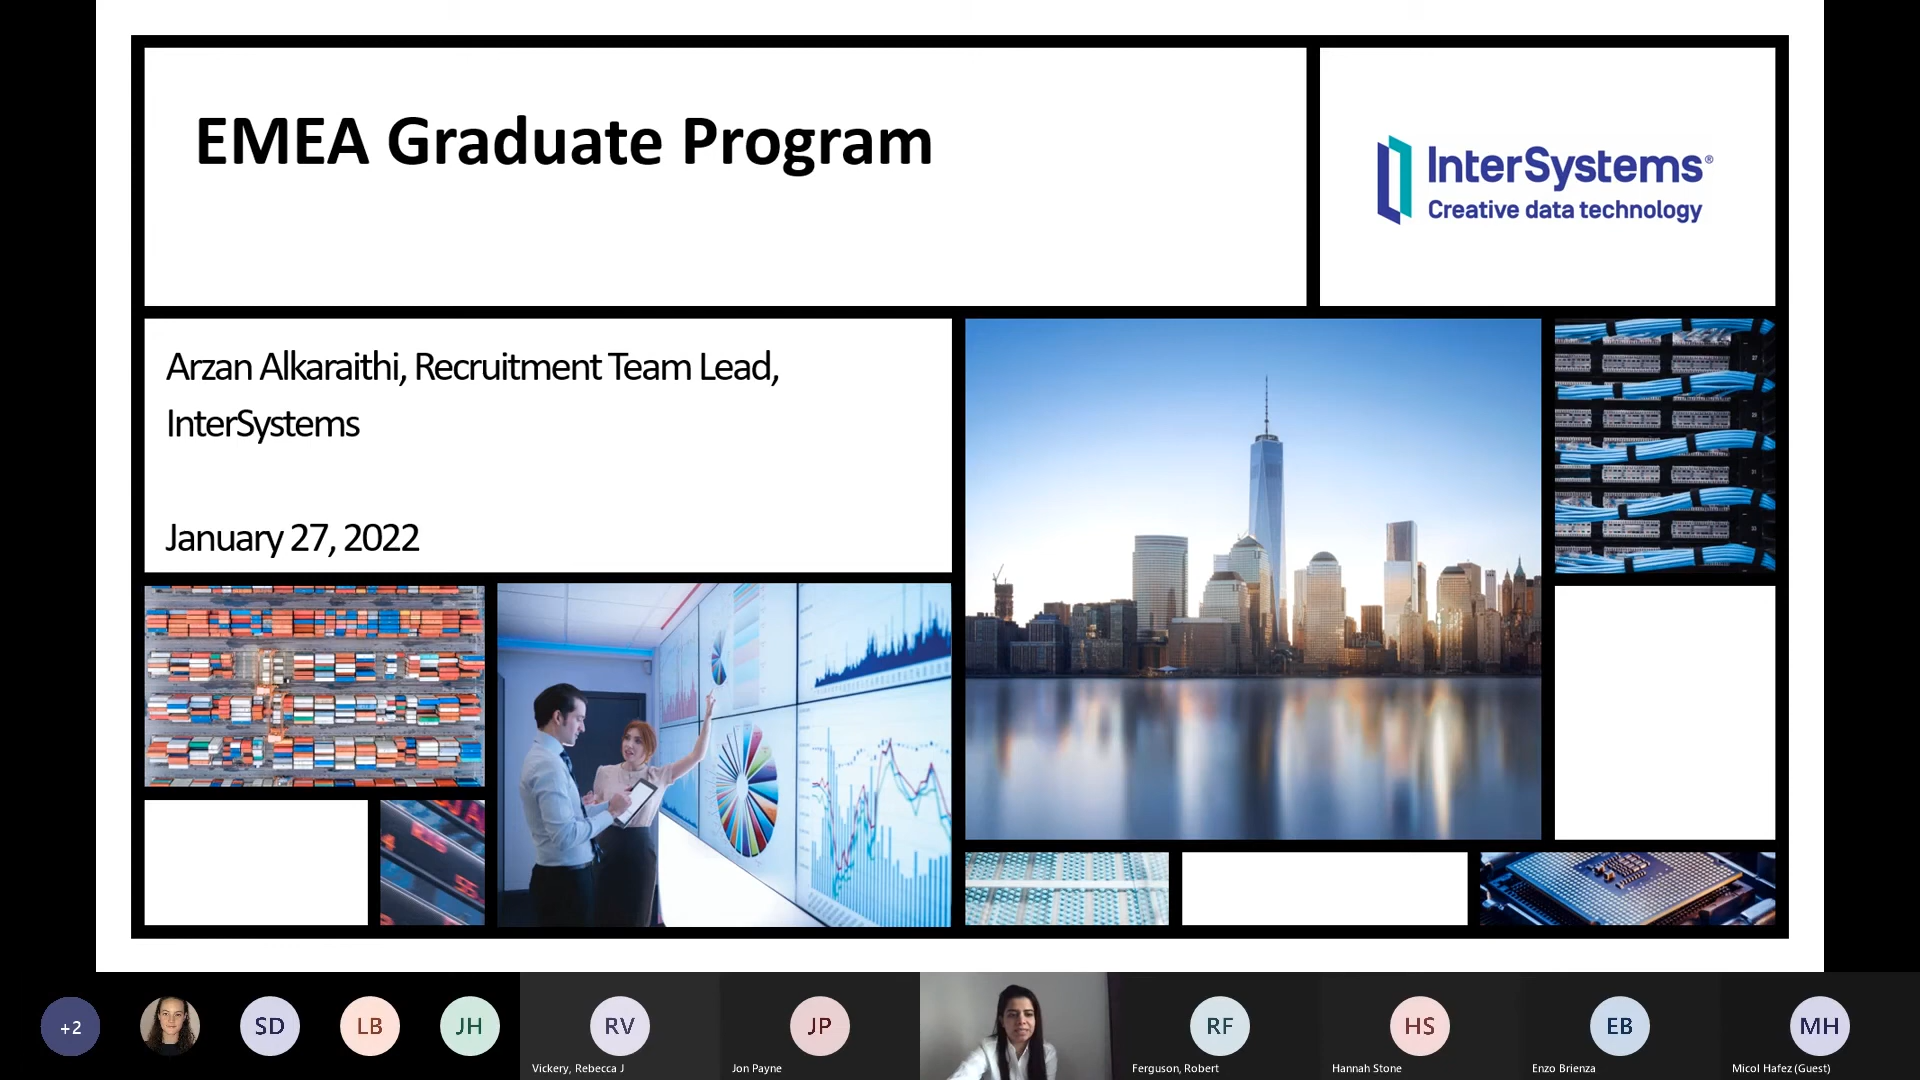 EMEA Graduate Program
InterSystems®
Creative data technology
Arzan Alkaraithi, Recruitment Team Lead,
InterSystems
January 27, 2022
+2
SD
LB
JH
RV
JP
RF
HS
EB
MH
Vickery, Rebecca J
Jon Payne
Ferguson, Robert
Hannah Stone
Enzo Brienza
Micol Hafez (Guest)